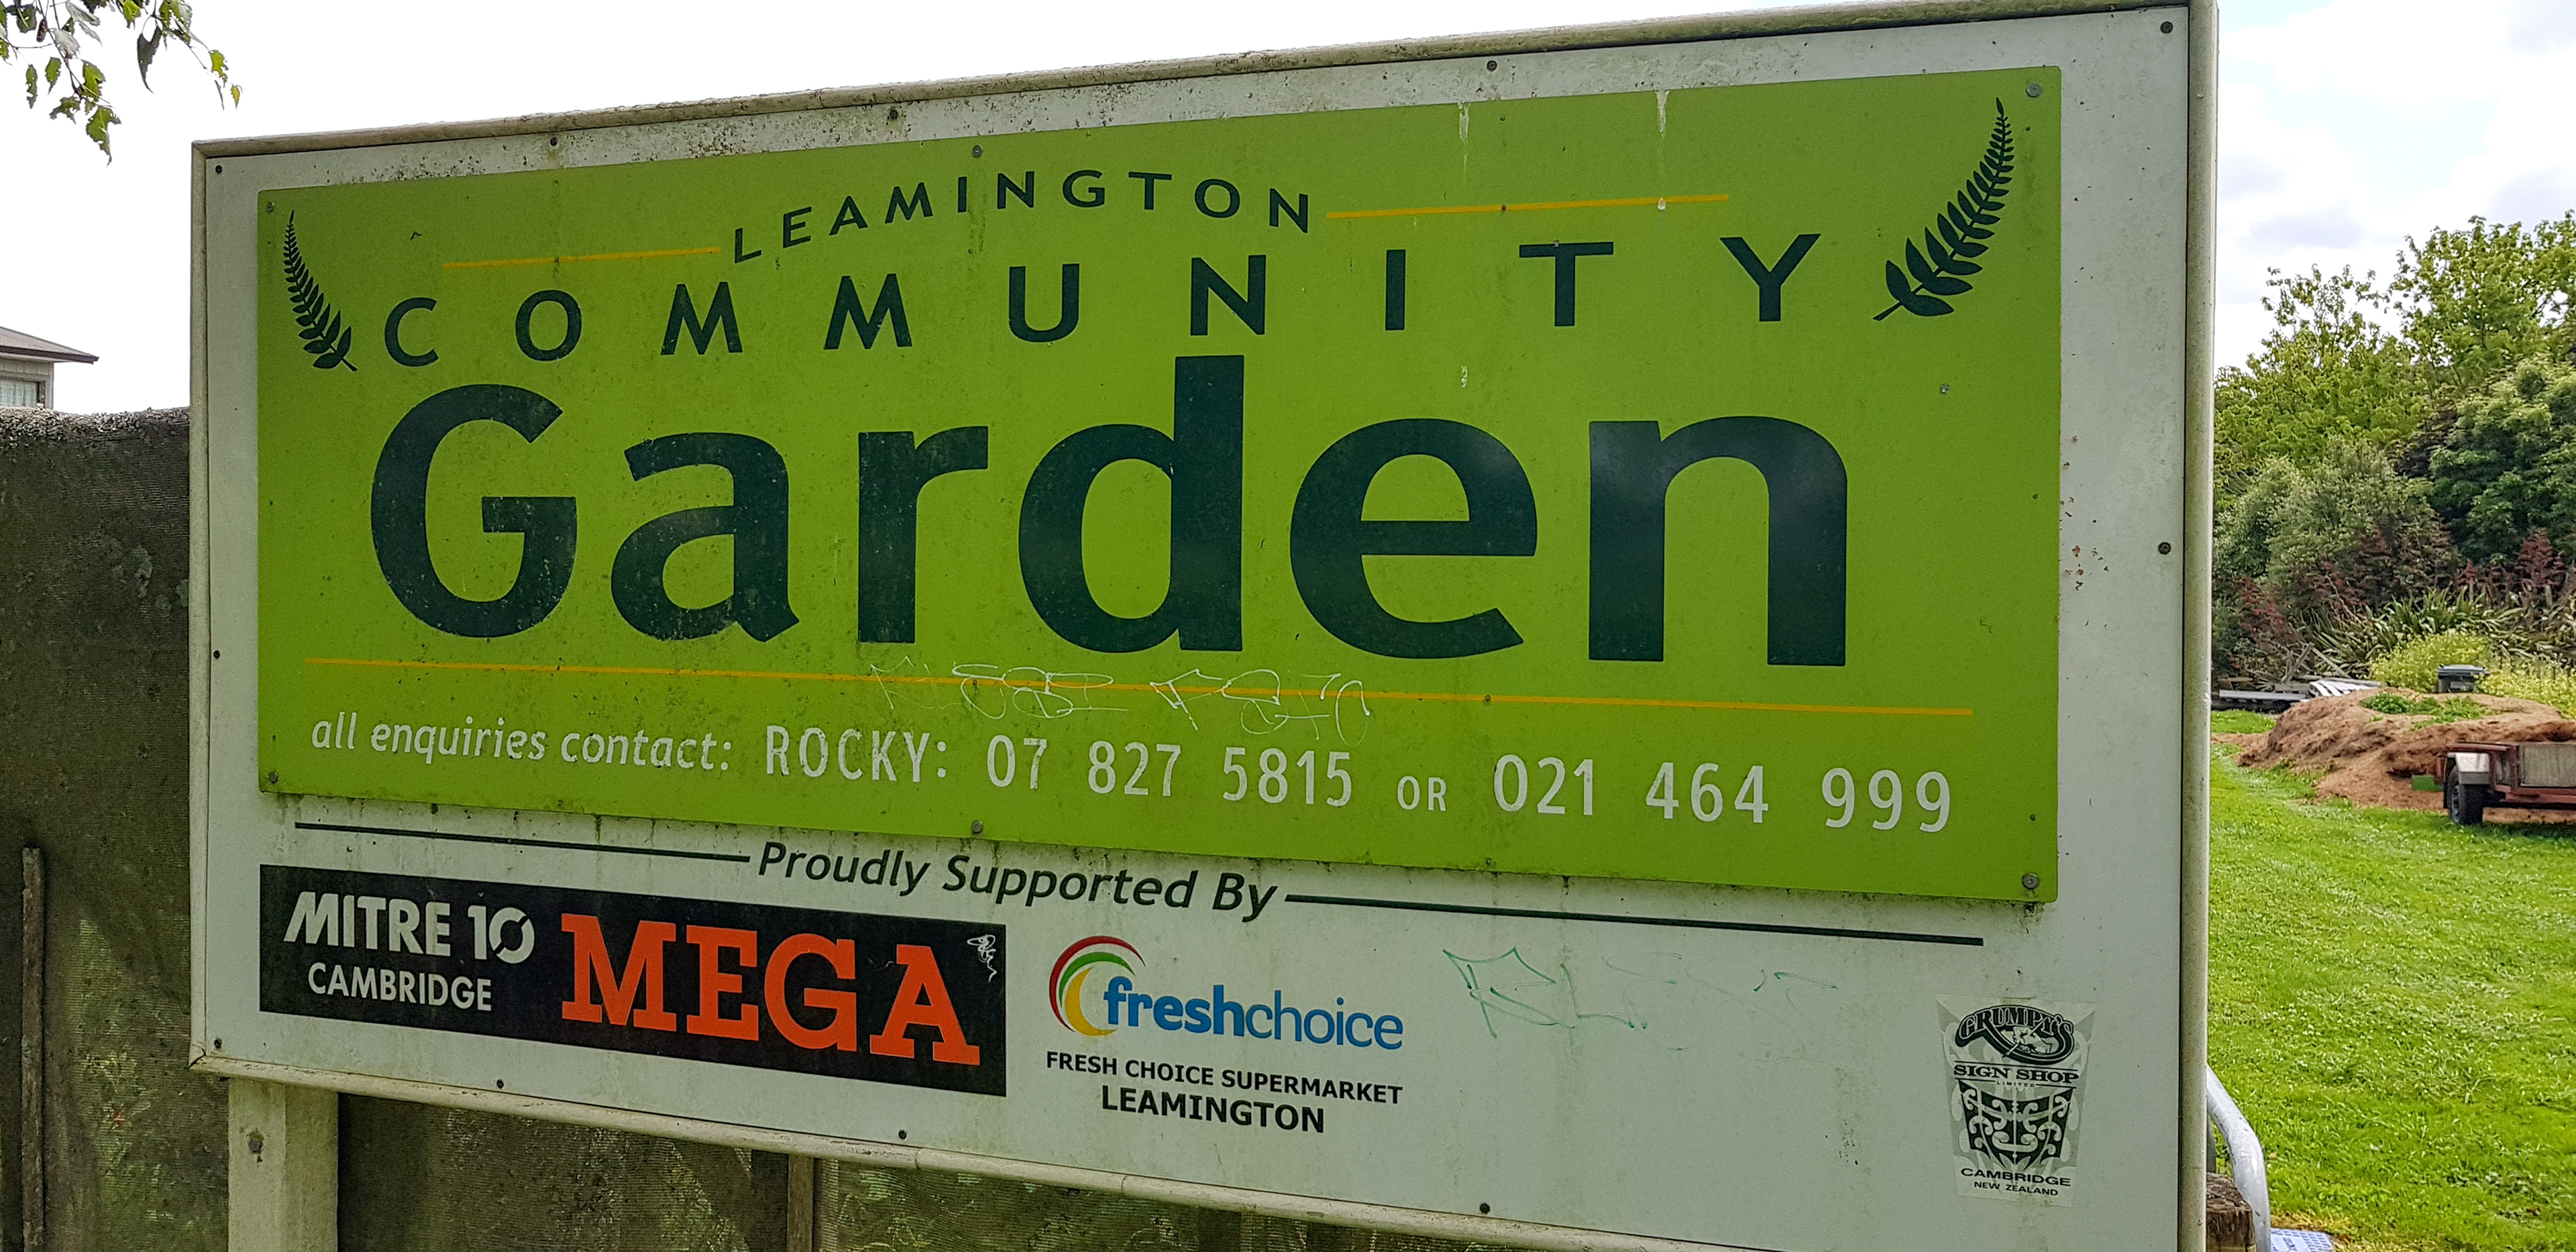 LEAMINGTON
COMMUNITY
Garden
all enquiries contact: ROCKY: 07 827 5815 OR 021 464 999
Proudly Supported By
MITRE 10 MEGA
CAMBRIDGE
freshchoice
FRESH CHOICE SUPERMARKET
LEAMINGTON
GRUMPY'S
SIGN SHOP
LIMITED
CAMBRIDGE
NEW ZEALAND